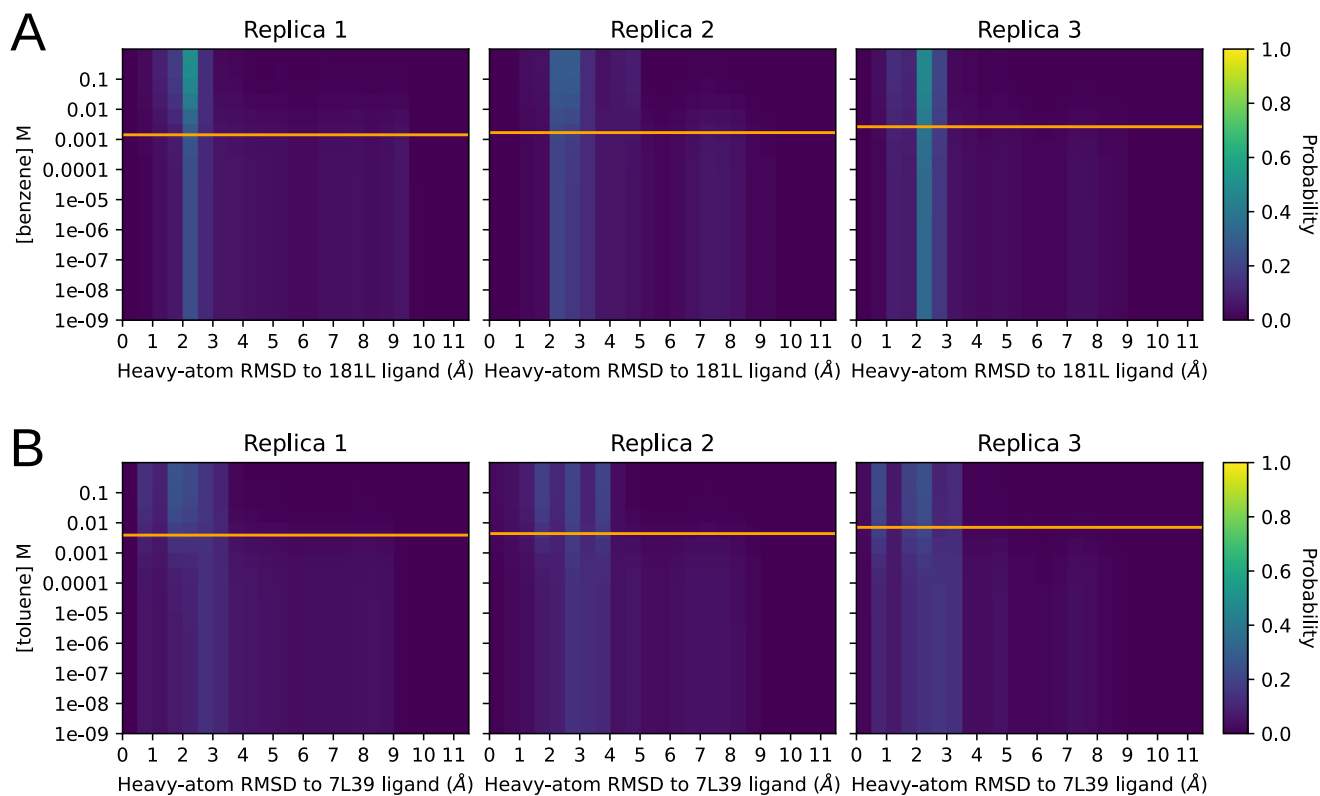 A
Replica 1
Replica 2
Replica 3
[benzene] M
0.1
0.01
0.001
0.0001
1e-05
1e-06
1e-07
1e-08
1e-09
0 1 2 3 4 5 6 7 8 9 10 11
0 1 2 3 4 5 6 7 8 9 10 11
0 1 2 3 4 5 6 7 8 9 10 11
Heavy-atom RMSD to 181L ligand (Å)
Heavy-atom RMSD to 181L ligand (Å)
Heavy-atom RMSD to 181L ligand (Å)
1.0
0.8
0.6
0.4
0.2
0.0
Probability
B
Replica 1
Replica 2
Replica 3
[toluene] M
0.1
0.01
0.001
0.0001
1e-05
1e-06
1e-07
1e-08
1e-09
0 1 2 3 4 5 6 7 8 9 10 11
0 1 2 3 4 5 6 7 8 9 10 11
0 1 2 3 4 5 6 7 8 9 10 11
Heavy-atom RMSD to 7L39 ligand (Å)
Heavy-atom RMSD to 7L39 ligand (Å)
Heavy-atom RMSD to 7L39 ligand (Å)
1.0
0.8
0.6
0.4
0.2
0.0
Probability